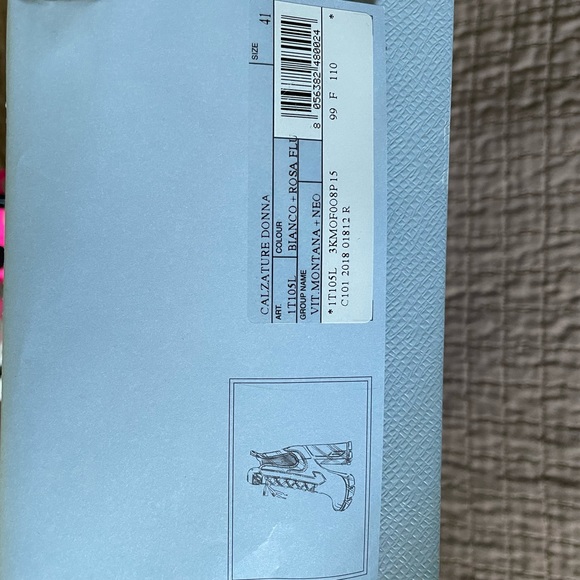 CALZATURE DONNA
SIZE 41
ART. COLOUR
1T105L BIANCO + ROSA FLU
GROUP NAME
VIT.MONTANA + NEO
8 056382 480024
*1T105L 3KMOF0O8P15 99 F 110 *
C101 2018 01812 R